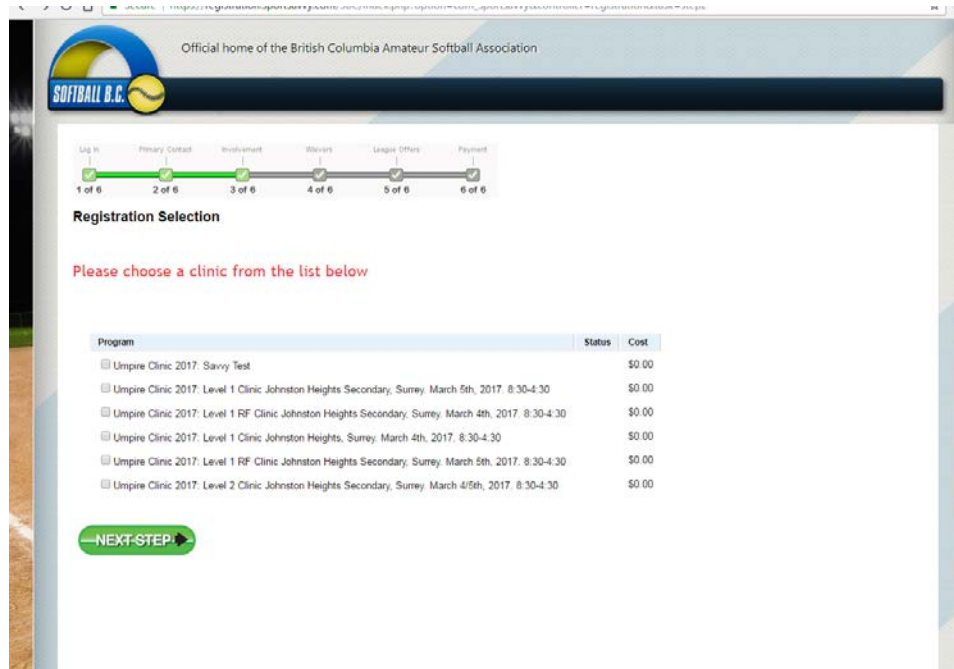 Secure | https://registration.sportsavvy.com/
Official home of the British Columbia Amateur Softball Association
SOFTBALL B.C.
Log In Primary Contact Involvement Waivers League Offers Payment
1 of 6 2 of 6 3 of 6 4 of 6 5 of 6 6 of 6
Registration Selection
Please choose a clinic from the list below
Program Status Cost
Umpire Clinic 2017: Savvy Test $0.00
Umpire Clinic 2017: Level 1 Clinic Johnston Heights Secondary, Surrey. March 5th, 2017. 8:30-4:30 $0.00
Umpire Clinic 2017: Level 1 RF Clinic Johnston Heights Secondary, Surrey. March 4th, 2017. 8:30-4:30 $0.00
Umpire Clinic 2017: Level 1 Clinic Johnston Heights, Surrey. March 4th, 2017. 8:30-4:30 $0.00
Umpire Clinic 2017: Level 1 RF Clinic Johnston Heights Secondary, Surrey. March 5th, 2017. 8:30-4:30 $0.00
Umpire Clinic 2017: Level 2 Clinic Johnston Heights Secondary, Surrey. March 4/5th, 2017. 8:30-4:30 $0.00
NEXT STEP